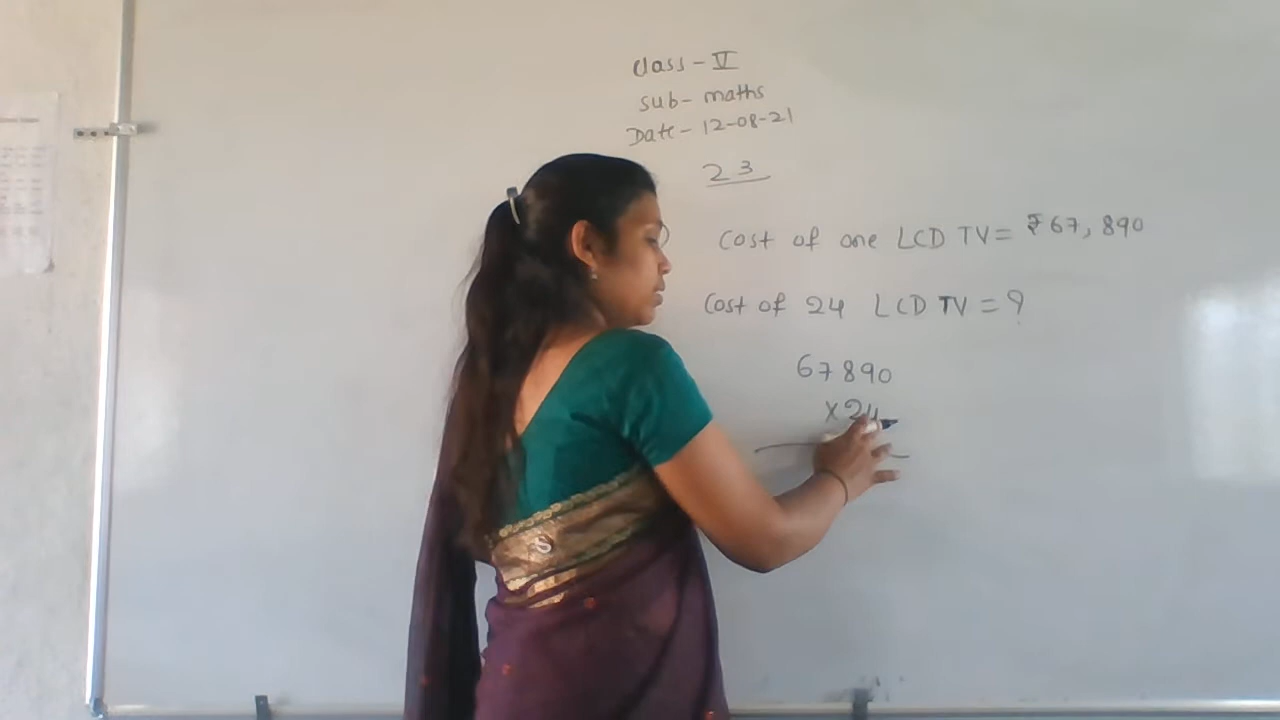 Class - V
Sub- maths
Date - 12-08-21
23
Cost of one LCD TV = ₹67,890
Cost of 24 LCD TV = ?
67890
x 24